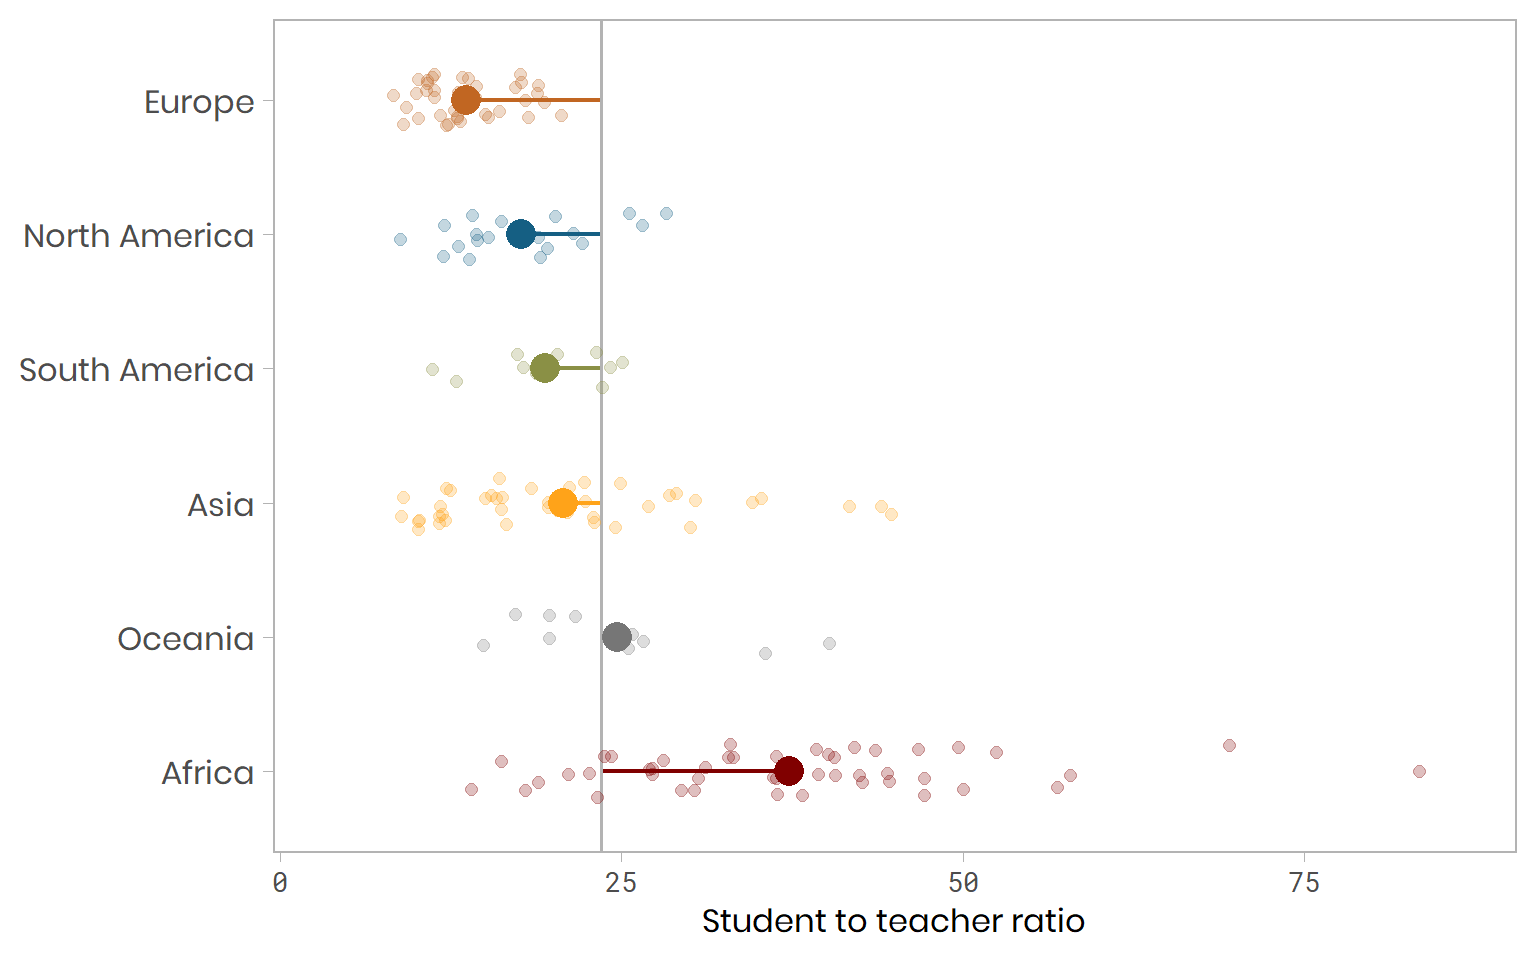 Europe
North America
South America
Asia
Oceania
Africa
0 25 50 75
Student to teacher ratio